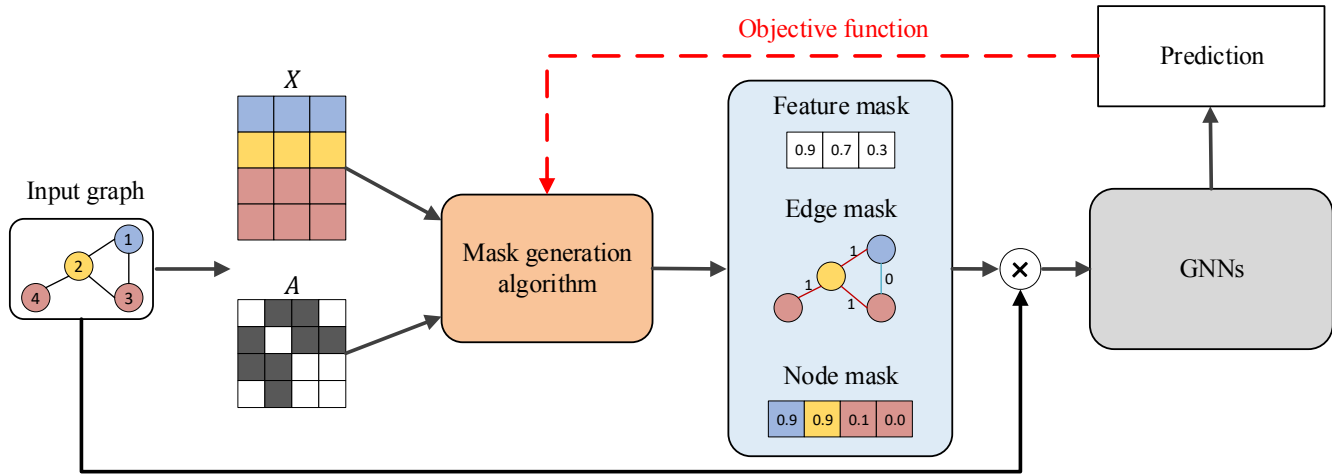 Objective function
Prediction
X
Feature mask
0.9 0.7 0.3
Input graph
1
2
4 3
Edge mask
1
0
1
1
Mask generation
algorithm
×
GNNs
A
Node mask
0.9 0.9 0.1 0.0